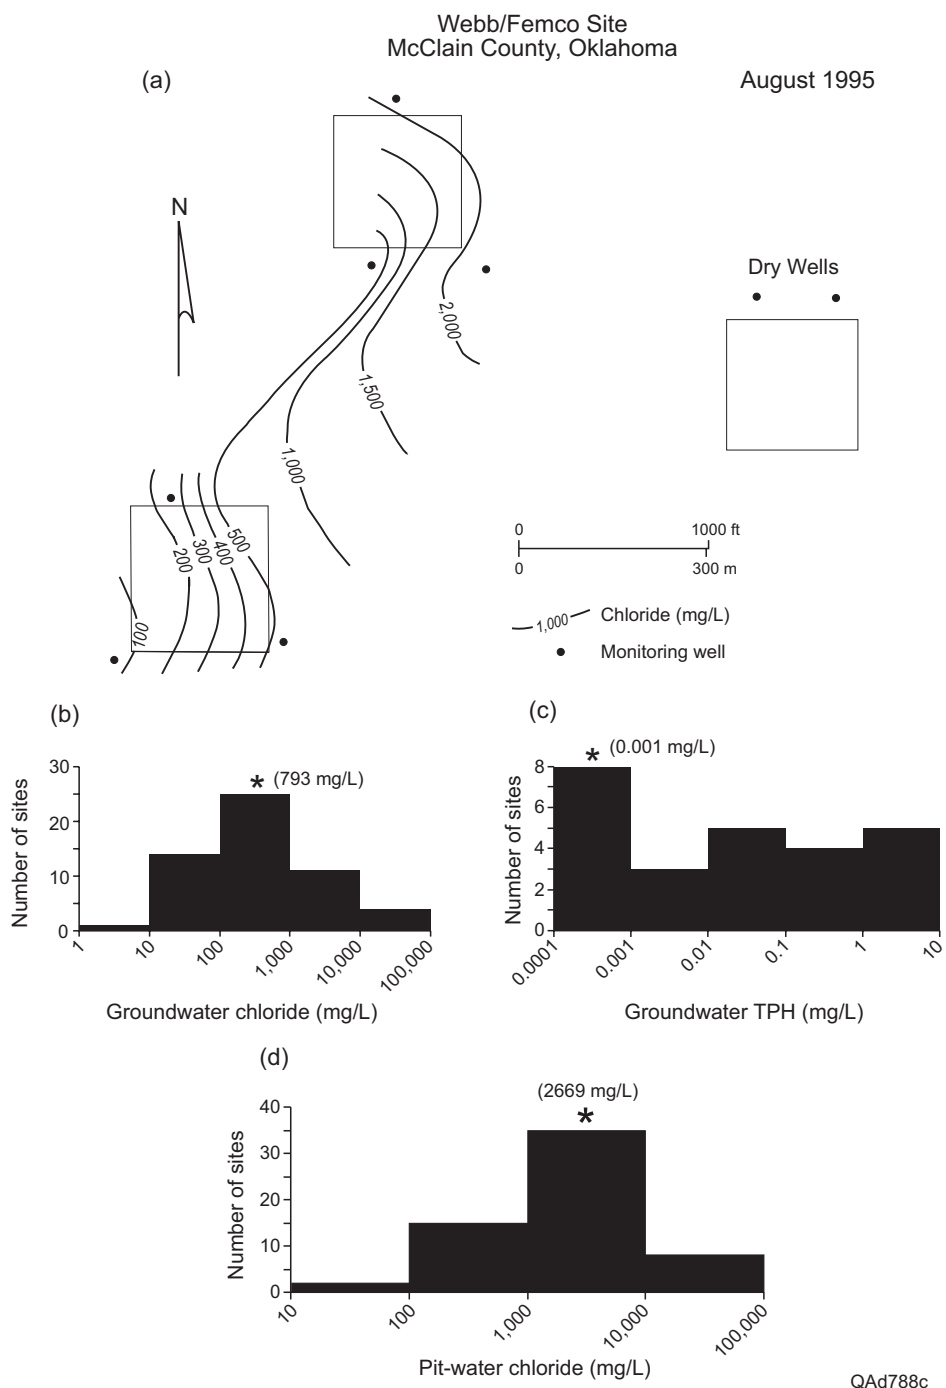 Webb/Femco Site
McClain County, Oklahoma
(a)
August 1995
N
Dry Wells
2,000
1,500
1,000
500
400
300
200
100
0 1000 ft
0 300 m
1,000 Chloride (mg/L)
Monitoring well
(b)
30
20
10
0
Number of sites
* (793 mg/L)
1 10 100 1,000 10,000 100,000
Groundwater chloride (mg/L)
(c)
8
6
4
2
0
Number of sites
* (0.001 mg/L)
0.0001 0.001 0.01 0.1 1 10
Groundwater TPH (mg/L)
(d)
(2669 mg/L)
*
40
30
20
10
0
Number of sites
10 100 1,000 10,000 100,000
Pit-water chloride (mg/L)
QAd788c